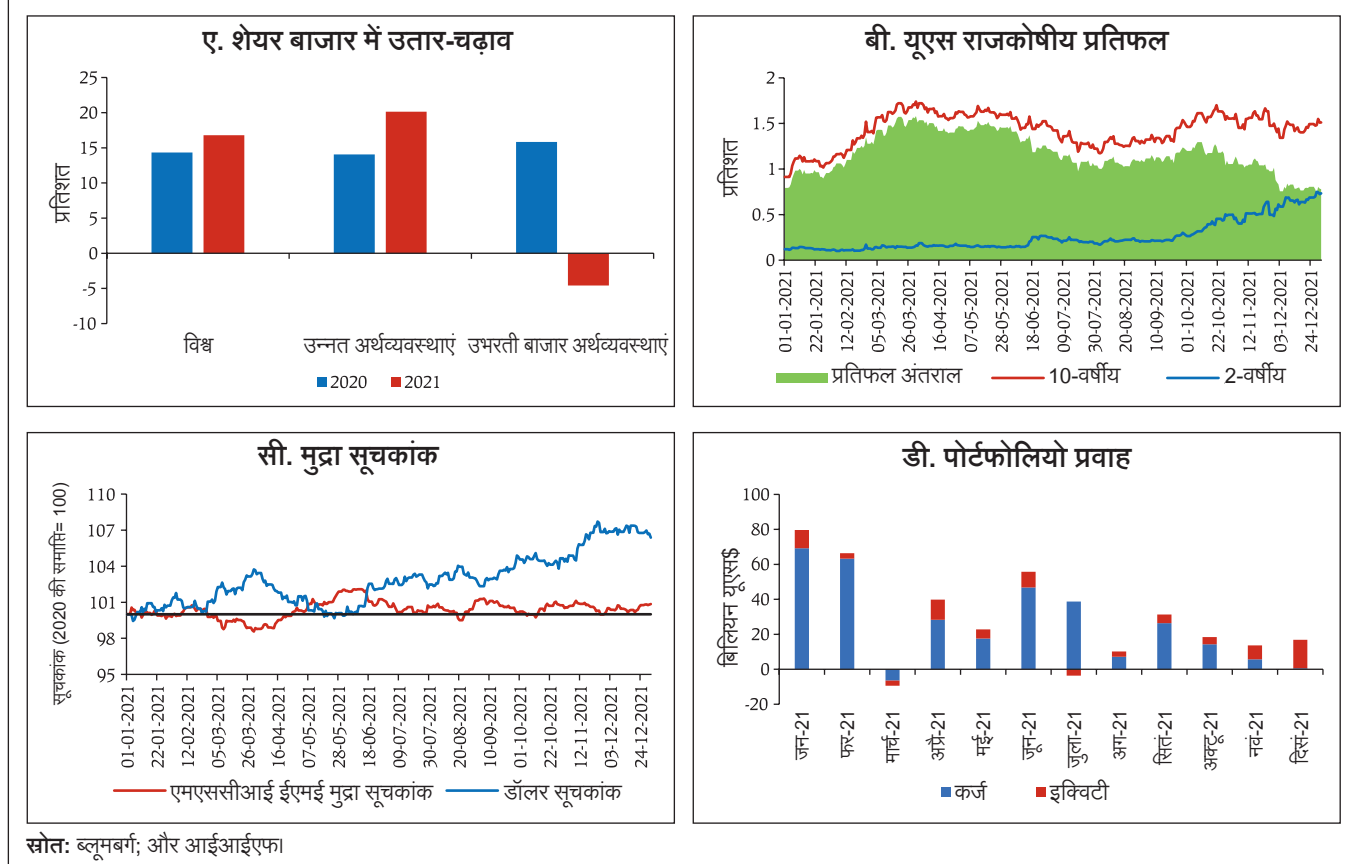 ए. शेयर बाजार में उतार-चढ़ाव
प्रतिशत
25
20
15
10
5
0
-5
-10
विश्व
उन्नत अर्थव्यवस्थाएं
उभरती बाजार अर्थव्यवस्थाएं
2020
2021
बी. यूएस राजकोषीय प्रतिफल
प्रतिशत
2
1.5
1
0.5
0
01-01-2021
22-01-2021
12-02-2021
05-03-2021
26-03-2021
16-04-2021
07-05-2021
28-05-2021
18-06-2021
09-07-2021
30-07-2021
20-08-2021
10-09-2021
01-10-2021
22-10-2021
12-11-2021
03-12-2021
24-12-2021
प्रतिफल अंतराल
10-वर्षीय
2-वर्षीय
सी. मुद्रा सूचकांक
सूचकांक (2020 की समाप्ति= 100)
110
107
104
101
98
95
01-01-2021
22-01-2021
12-02-2021
05-03-2021
26-03-2021
16-04-2021
07-05-2021
28-05-2021
18-06-2021
09-07-2021
30-07-2021
20-08-2021
10-09-2021
01-10-2021
22-10-2021
12-11-2021
03-12-2021
24-12-2021
एमएससीआई ईएमई मुद्रा सूचकांक
डॉलर सूचकांक
डी. पोर्टफोलियो प्रवाह
बिलियन यूएस$
100
80
60
40
20
0
-20
जन-21
फर-21
मार्च-21
अप्रै-21
मई-21
जून-21
जुला-21
अग-21
सितं-21
अक्टू-21
नवं-21
दिसं-21
कर्ज
इक्विटी
स्रोत: ब्लूमबर्ग; और आईआईएफ।